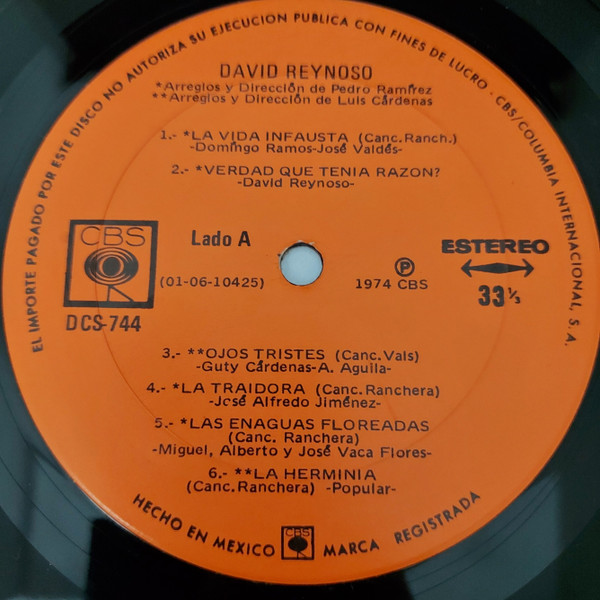 EL IMPORTE PAGADO POR ESTE DISCO NO AUTORIZA SU EJECUCION PUBLICA CON FINES DE LUCRO · CBS/COLUMBIA INTERNACIONAL, S.A.
DAVID REYNOSO
*Arreglos y Dirección de Pedro Ramírez
**Arreglos y Dirección de Luis Cárdenas
1.- *LA VIDA INFAUSTA (Canc. Ranch.)
-Domingo Ramos-José Valdés-
2.- *VERDAD QUE TENIA RAZON?
-David Reynoso-
CBS
DCS-744
Lado A
(01-06-10425)
P
1974 CBS
ESTEREO
33 1/3
3.- **OJOS TRISTES (Canc. Vals)
-Guty Cárdenas-A. Aguila-
4.- *LA TRAIDORA (Canc. Ranchera)
-José Alfredo Jiménez-
5.- *LAS ENAGUAS FLOREADAS
(Canc. Ranchera)
-Miguel, Alberto y José Vaca Flores-
6.- **LA HERMINIA
(Canc. Ranchera) -Popular-
HECHO EN MEXICO CBS MARCA REGISTRADA